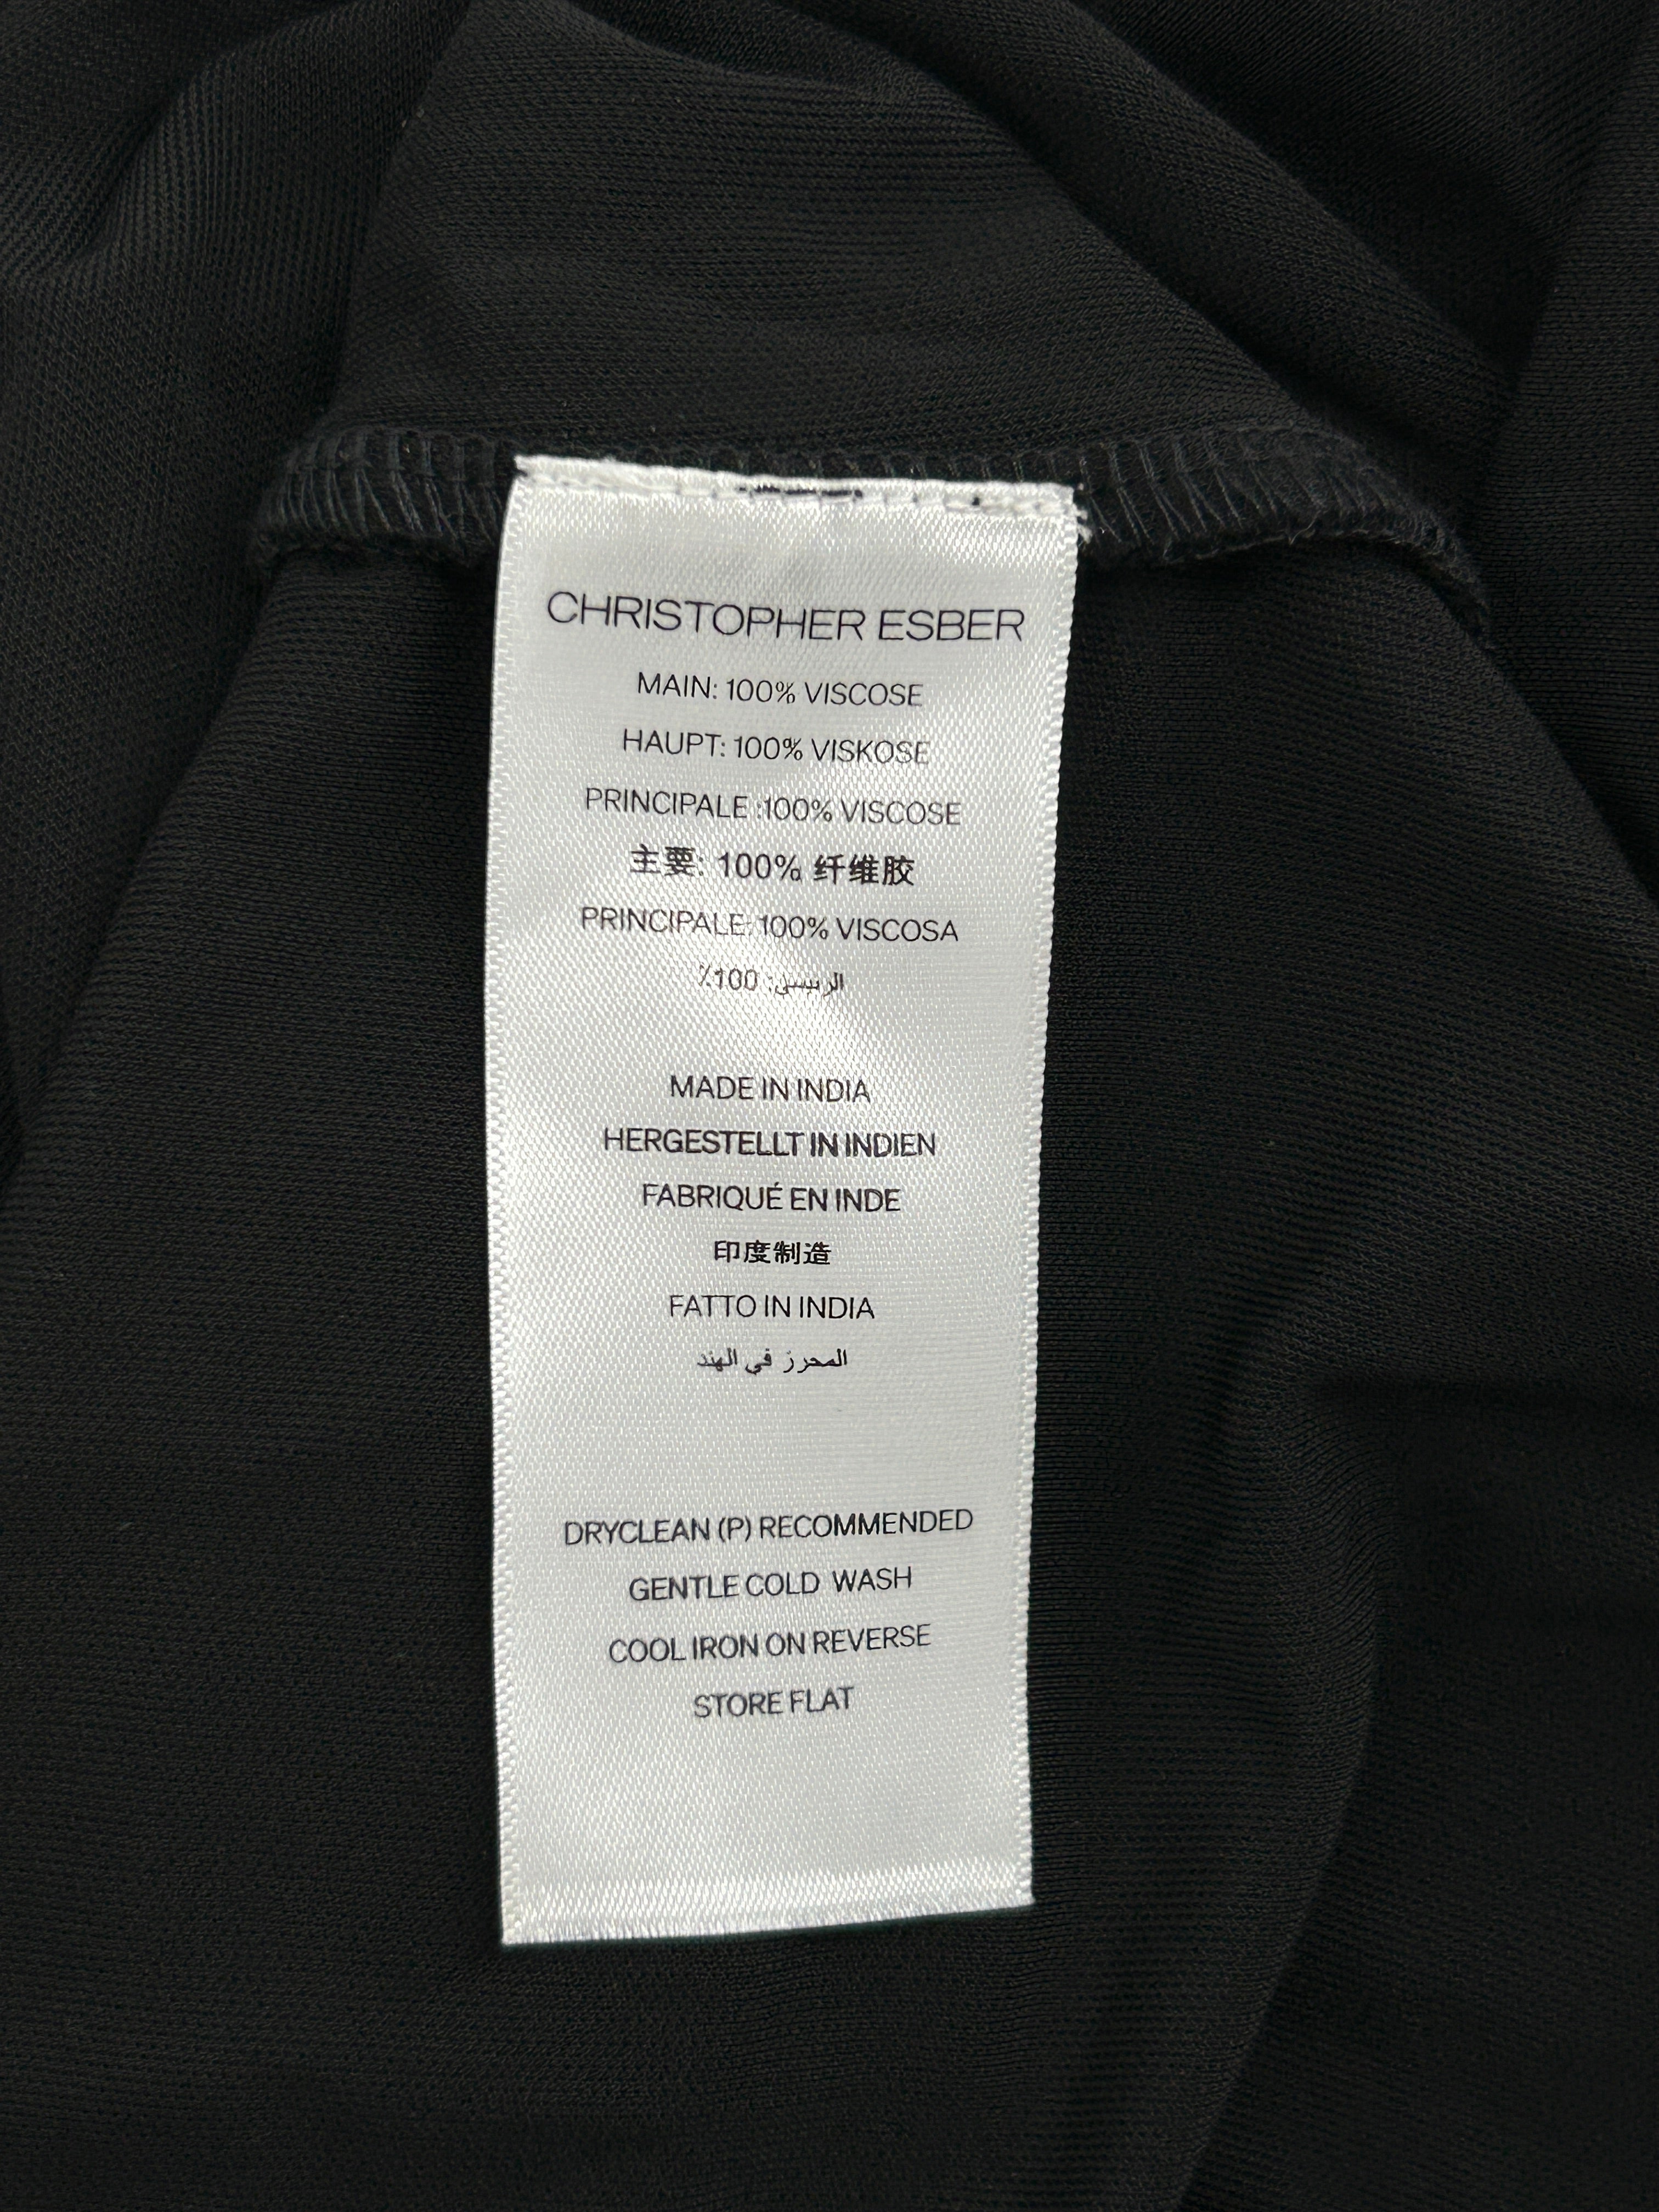 CHRISTOPHER ESBER
MAIN: 100% VISCOSE
HAUPT: 100% VISKOSE
PRINCIPALE :100% VISCOSE
主要: 100% 纤维胶
PRINCIPALE: 100% VISCOSA
الرييسي: 100٪
MADE IN INDIA
HERGESTELLT IN INDIEN
FABRIQUÉ EN INDE
印度制造
FATTO IN INDIA
المحرز في الهند
DRYCLEAN (P) RECOMMENDED
GENTLE COLD WASH
COOL IRON ON REVERSE
STORE FLAT